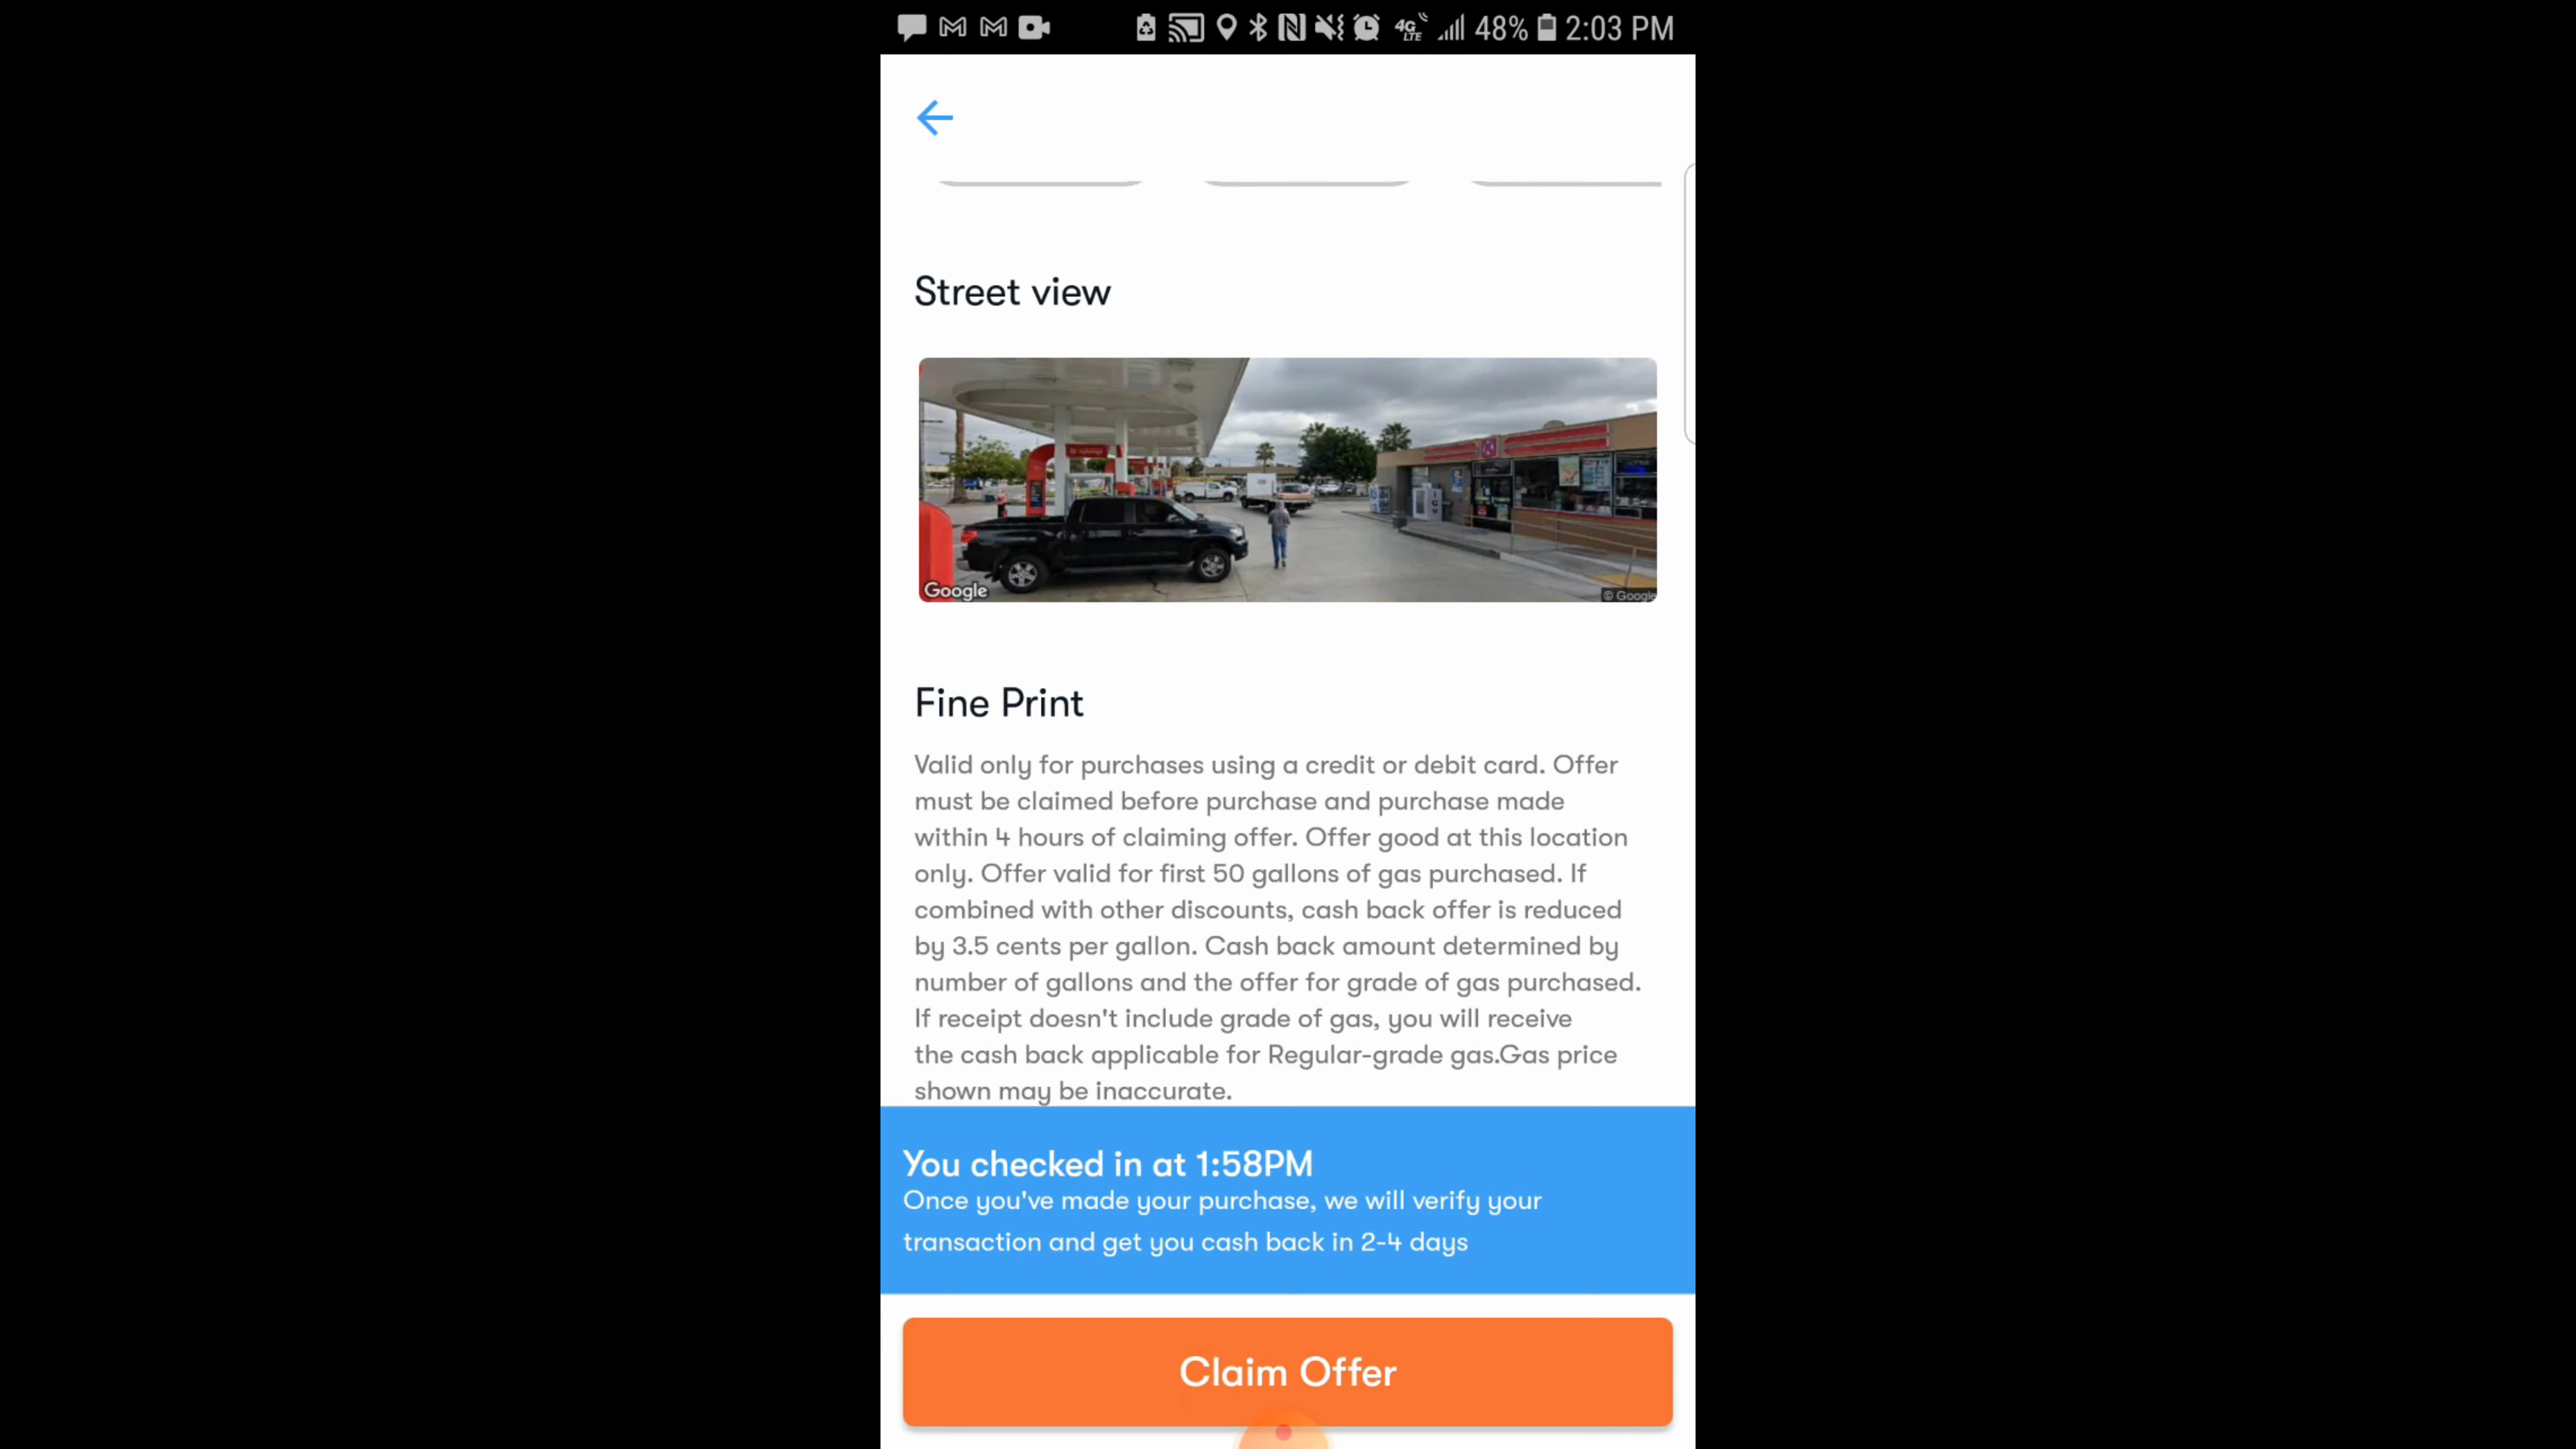 4G LTE 48% 2:03 PM
Street view
Google
© Google
Fine Print
Valid only for purchases using a credit or debit card. Offer
must be claimed before purchase and purchase made
within 4 hours of claiming offer. Offer good at this location
only. Offer valid for first 50 gallons of gas purchased. If
combined with other discounts, cash back offer is reduced
by 3.5 cents per gallon. Cash back amount determined by
number of gallons and the offer for grade of gas purchased.
If receipt doesn't include grade of gas, you will receive
the cash back applicable for Regular-grade gas.Gas price
shown may be inaccurate.
You checked in at 1:58PM
Once you've made your purchase, we will verify your
transaction and get you cash back in 2-4 days
Claim Offer